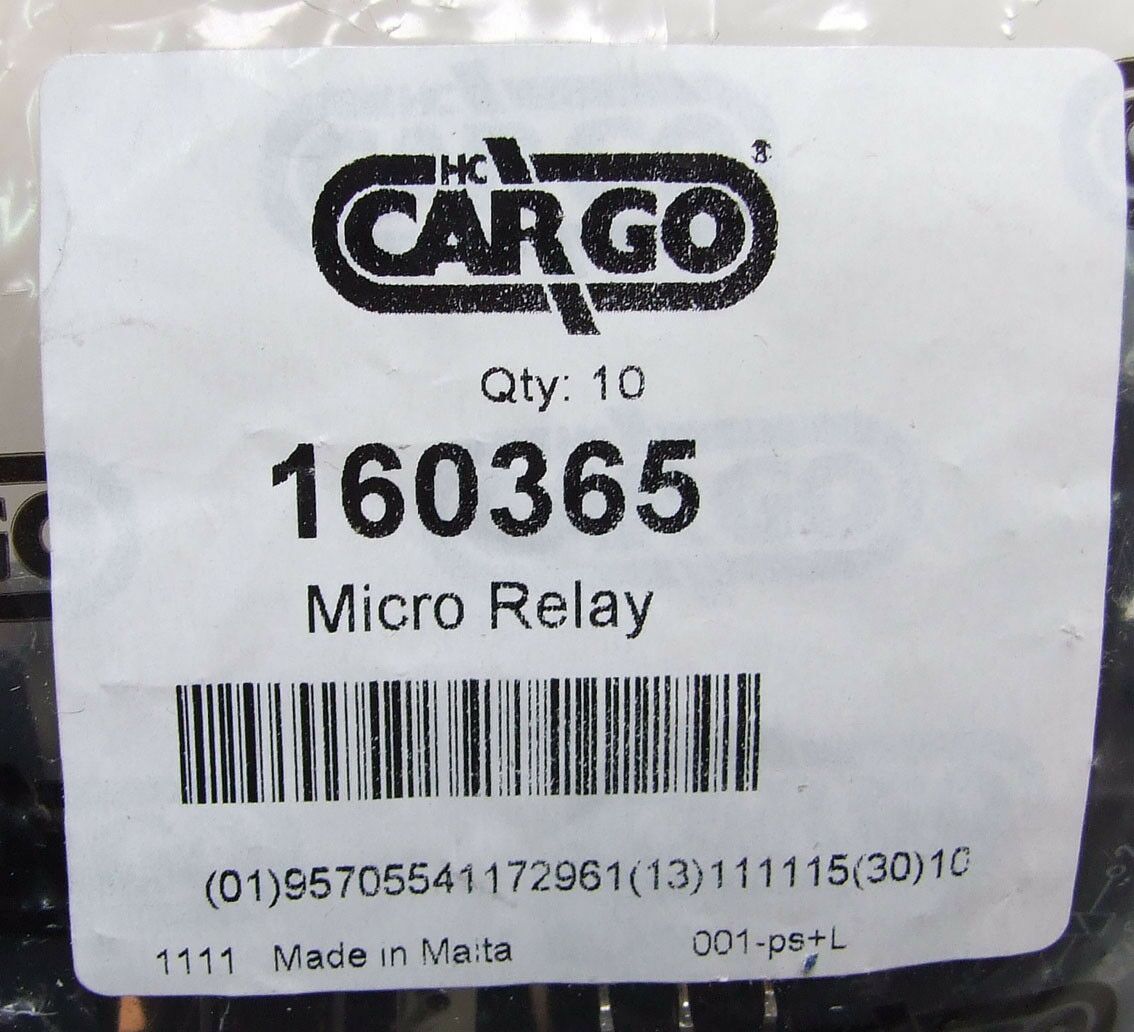 HC
CARGO
Qty: 10
160365
Micro Relay
(01)95705541172961(13)111115(30)10
1111 Made in Malta
001-ps+L
GO